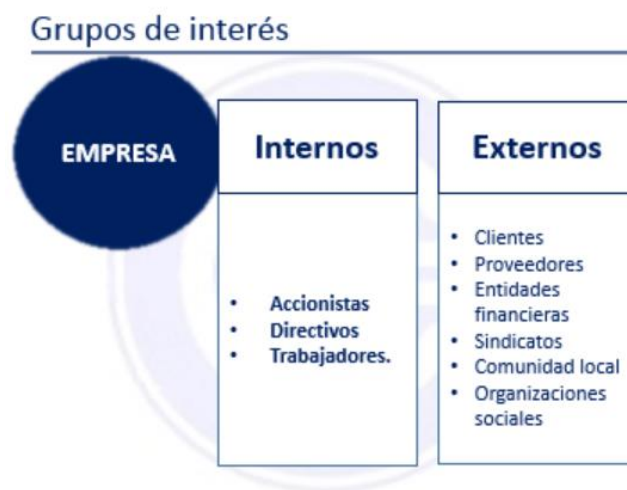 Grupos de interés
EMPRESA
Internos
• Accionistas
• Directivos
• Trabajadores.
Externos
• Clientes
• Proveedores
• Entidades
financieras
• Sindicatos
• Comunidad local
• Organizaciones
sociales